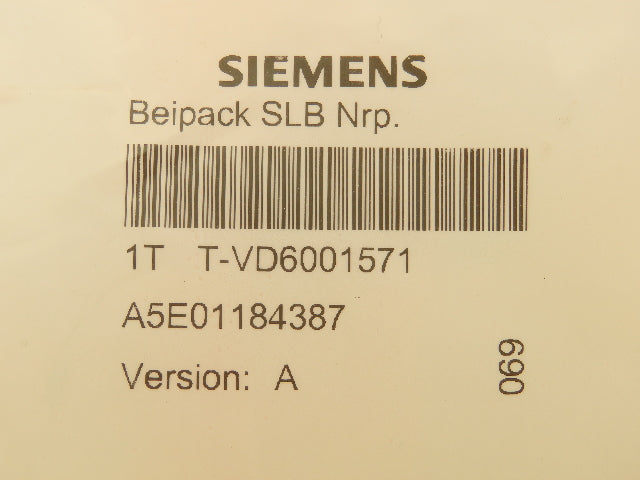 SIEMENS
Beipack SLB Nrp.
1T T-VD6001571
A5E01184387
Version: A
069